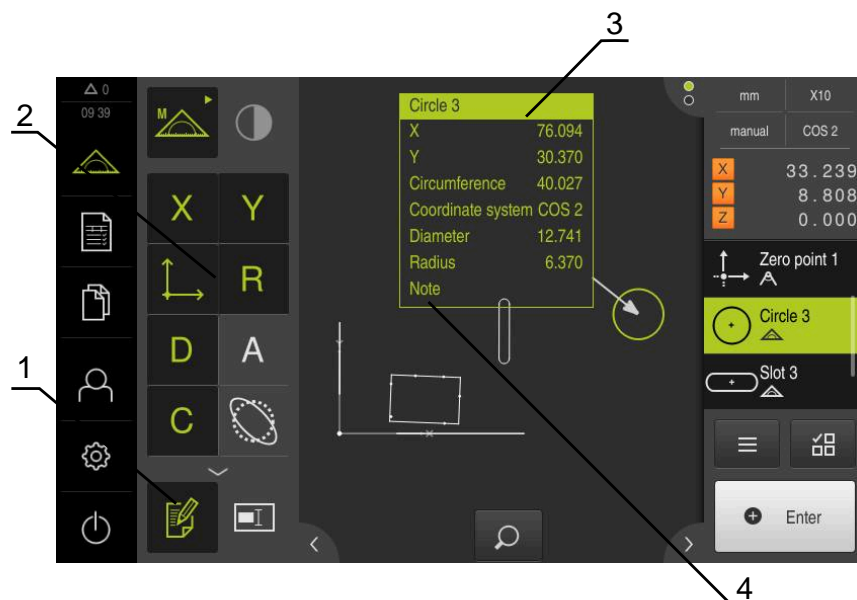 3
2
1
4
0
09 39
M
X
Y
R
D
A
C
Circle 3
X 76.094
Y 30.370
Circumference 40.027
Coordinate system COS 2
Diameter 12.741
Radius 6.370
Note
mm X10
manual COS 2
X 33.239
Y 8.808
Z 0.000
Zero point 1
Circle 3
Slot 3
Enter